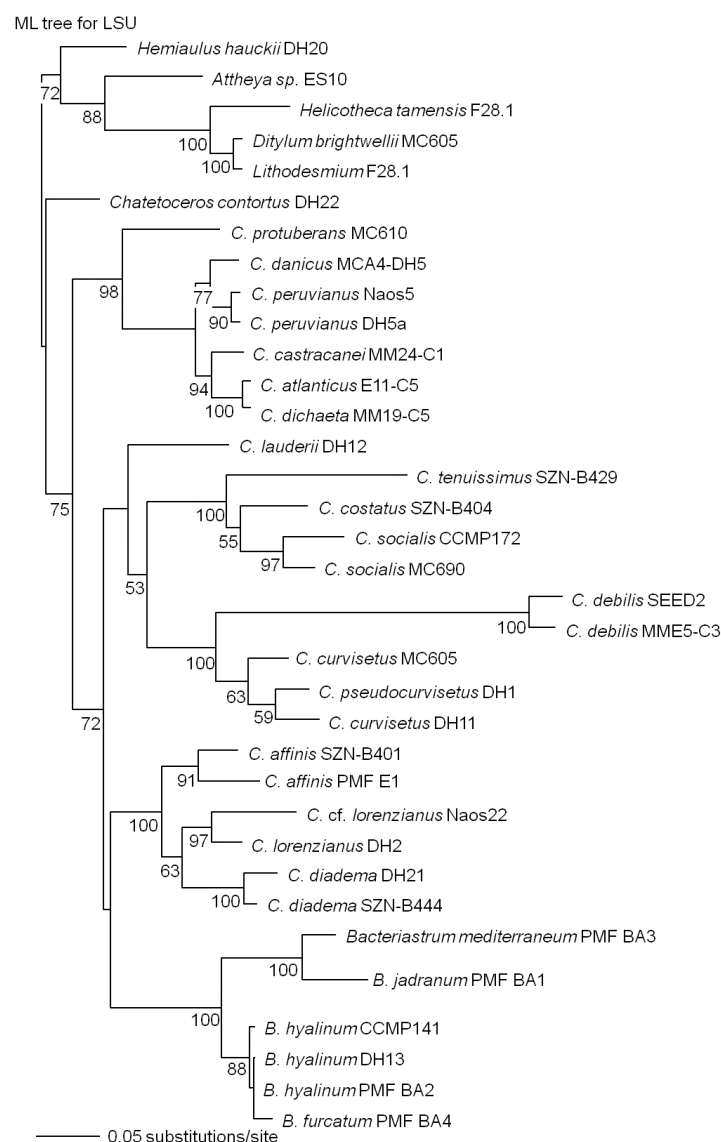 ML tree for LSU
Hemiaulus hauckii DH20
72
Attheya sp. ES10
88
Helicotheca tamensis F28.1
100
Ditylum brightwellii MC605
100
Lithodesmium F28.1
Chatetoceros contortus DH22
C. protuberans MC610
98
C. danicus MCA4-DH5
77
C. peruvianus Naos5
90
C. peruvianus DH5a
C. castracanei MM24-C1
94
C. atlanticus E11-C5
100
C. dichaeta MM19-C5
C. lauderii DH12
75
C. tenuissimus SZN-B429
100
C. costatus SZN-B404
55
C. socialis CCMP172
97
C. socialis MC690
53
C. debilis SEED2
100
C. debilis MME5-C3
100
C. curvisetus MC605
63
C. pseudocurvisetus DH1
59
C. curvisetus DH11
72
C. affinis SZN-B401
91
C. affinis PMF E1
100
C. cf. lorenzianus Naos22
97
C. lorenzianus DH2
63
C. diadema DH21
100
C. diadema SZN-B444
Bacteriastrum mediterraneum PMF BA3
100
B. jadranum PMF BA1
100
B. hyalinum CCMP141
B. hyalinum DH13
88
B. hyalinum PMF BA2
B. furcatum PMF BA4
0.05 substitutions/site